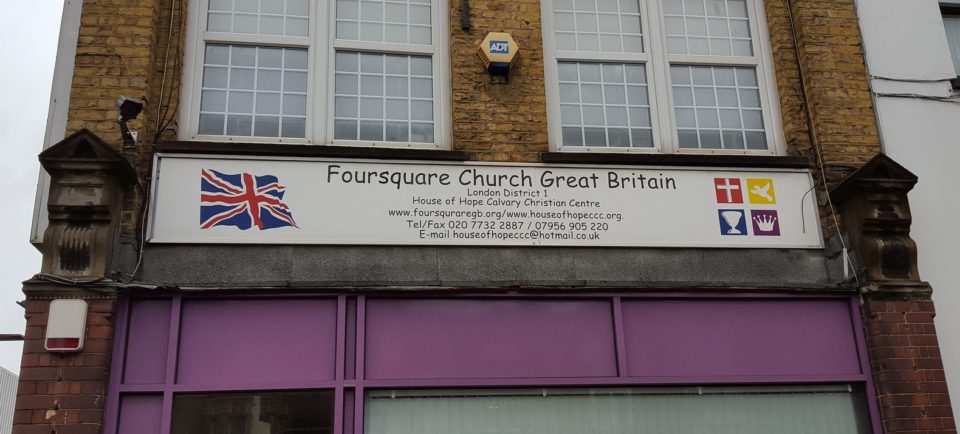 ADT
Foursquare Church Great Britain
London District 1
House of Hope Calvary Christian Centre
www.foursquraregb.org/www.houseofhopeccc.org.
Tel/Fax 020 7732 2887 / 07956 905 220
E-mail houseofhopeccc@hotmail.co.uk